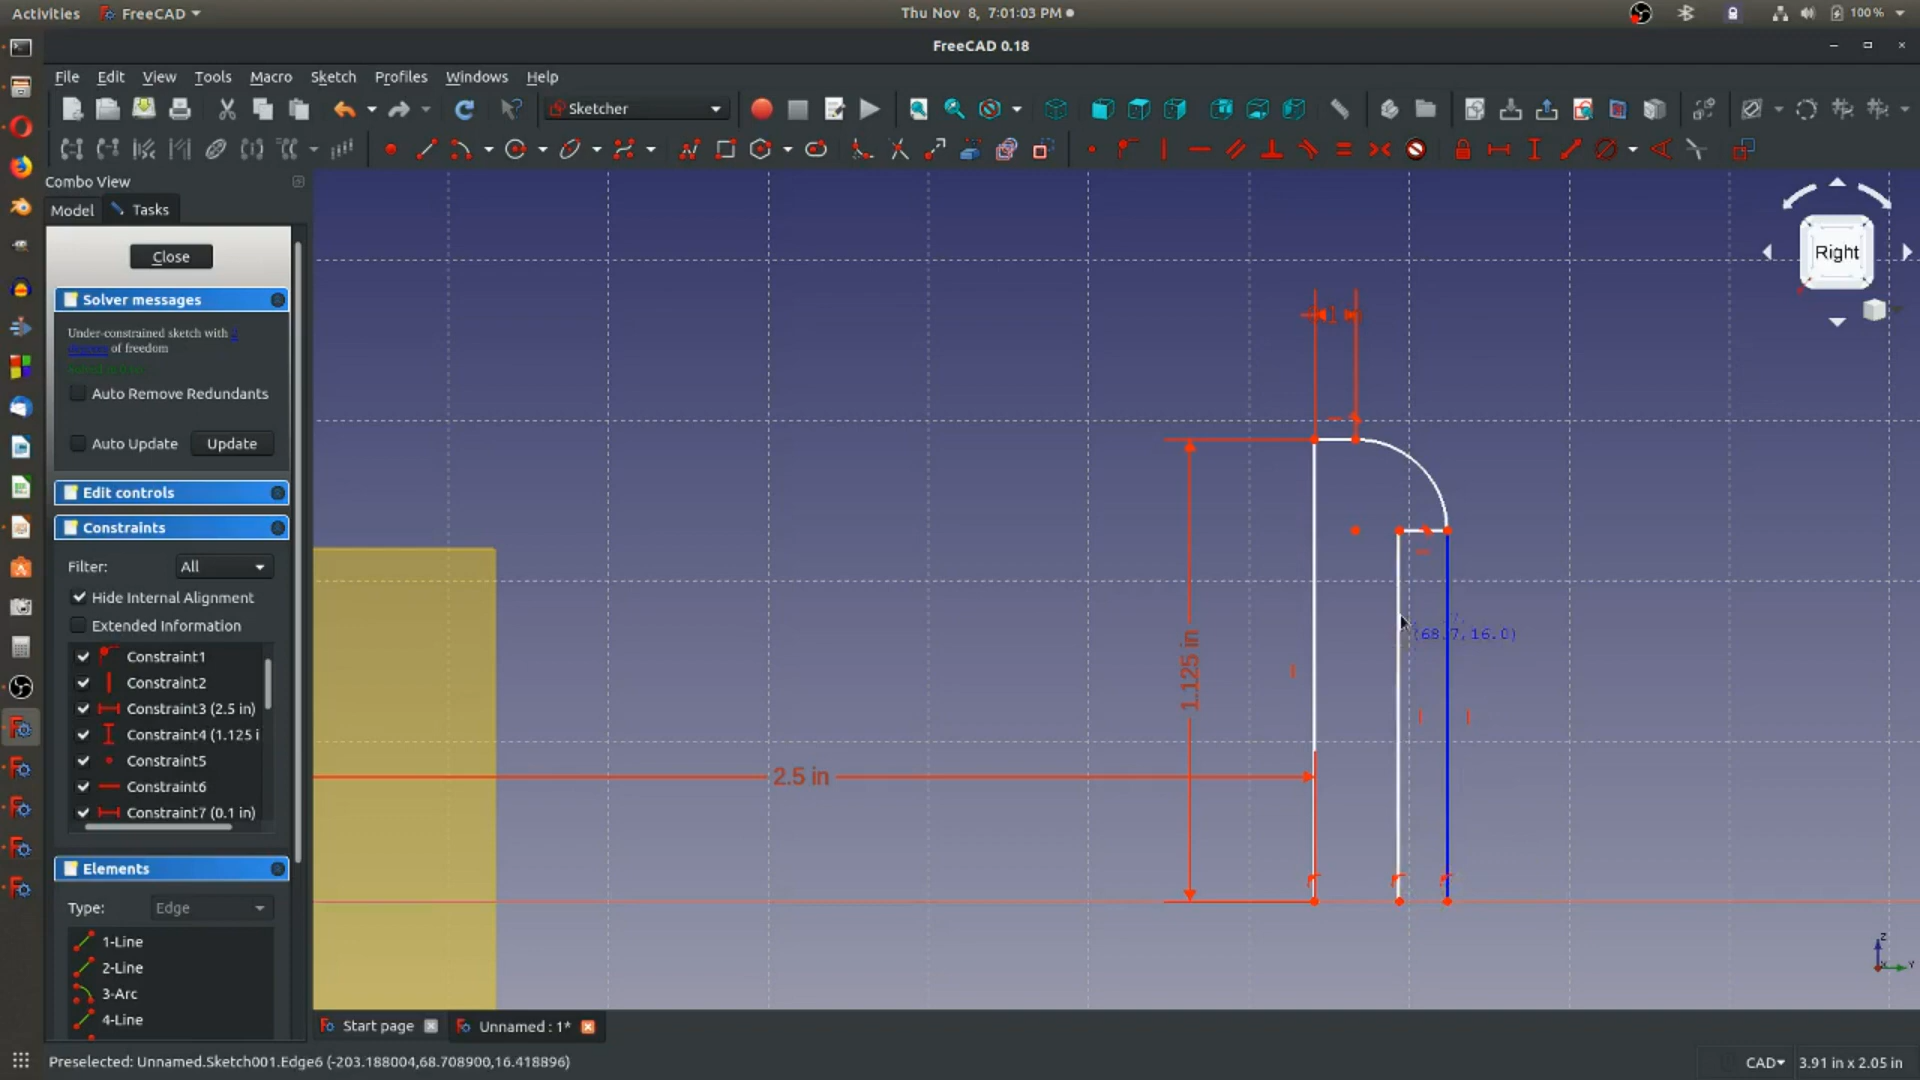 Activities FreeCAD Thu Nov 8, 7:01:03 PM 100%
FreeCAD 0.18
File Edit View Tools Macro Sketch Profiles Windows Help
Sketcher
Combo View
Model Tasks
Close
Solver messages
Under-constrained sketch with
of freedom
Auto Remove Redundants
Auto Update Update
Edit controls
Constraints
Filter: All
Hide Internal Alignment
Extended Information
Constraint1
Constraint2
Constraint3 (2.5 in)
Constraint4 (1.125 i
Constraint5
Constraint6
Constraint7 (0.1 in)
Elements
Type: Edge
1-Line
2-Line
3-Arc
4-Line
Right
1.125 in
(68.7,16.0)
2.5 in
Z
Y
Start page Unnamed : 1*
Preselected: Unnamed.Sketch001.Edge6 (-203.188004,68.708900,16.418896)
CAD 3.91 in x 2.05 in